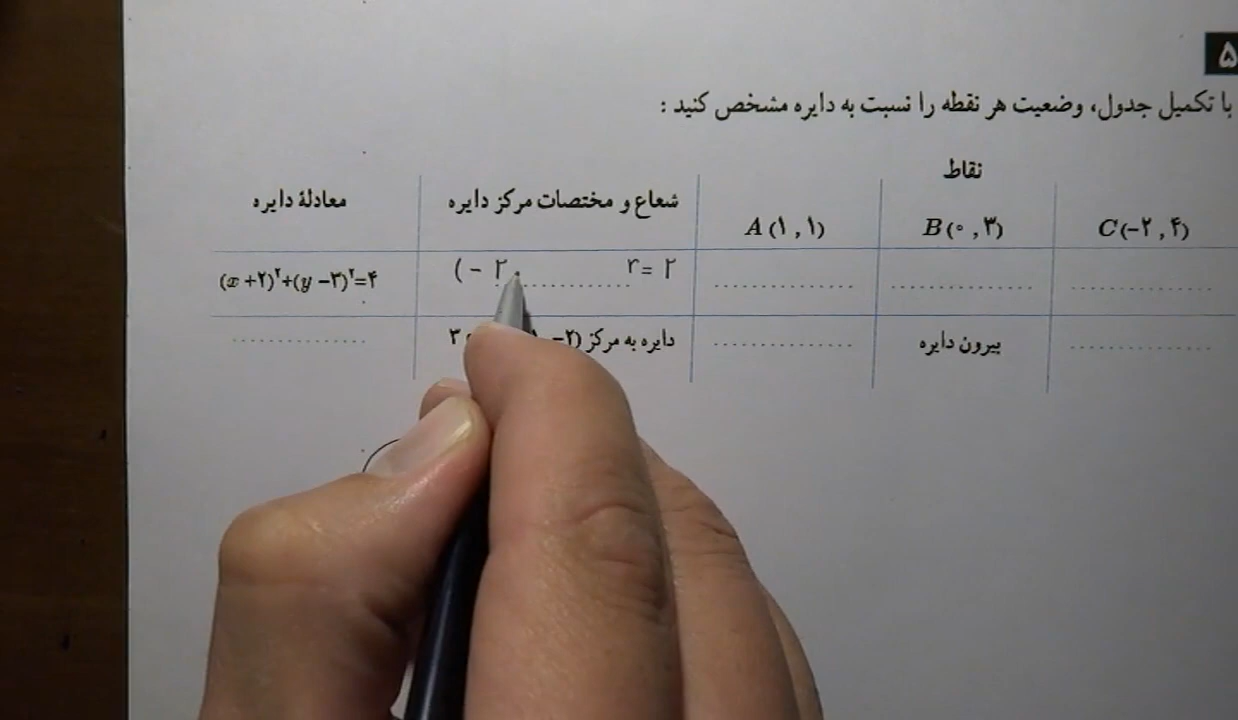 ۵
با تکمیل جدول، وضعیت هر نقطه را نسبت به دایره مشخص کنید :
نقاط
معادلهٔ دایره شعاع و مختصات مرکز دایره A(۱ , ۱) B(۰ , ۳) C(−۲ , ۴)
(x+۲)^۲+(y−۳)^۲=۴ (− ۲ , r = ۲
دایره به مرکز (۲− ۱ ۳ بیرون دایره